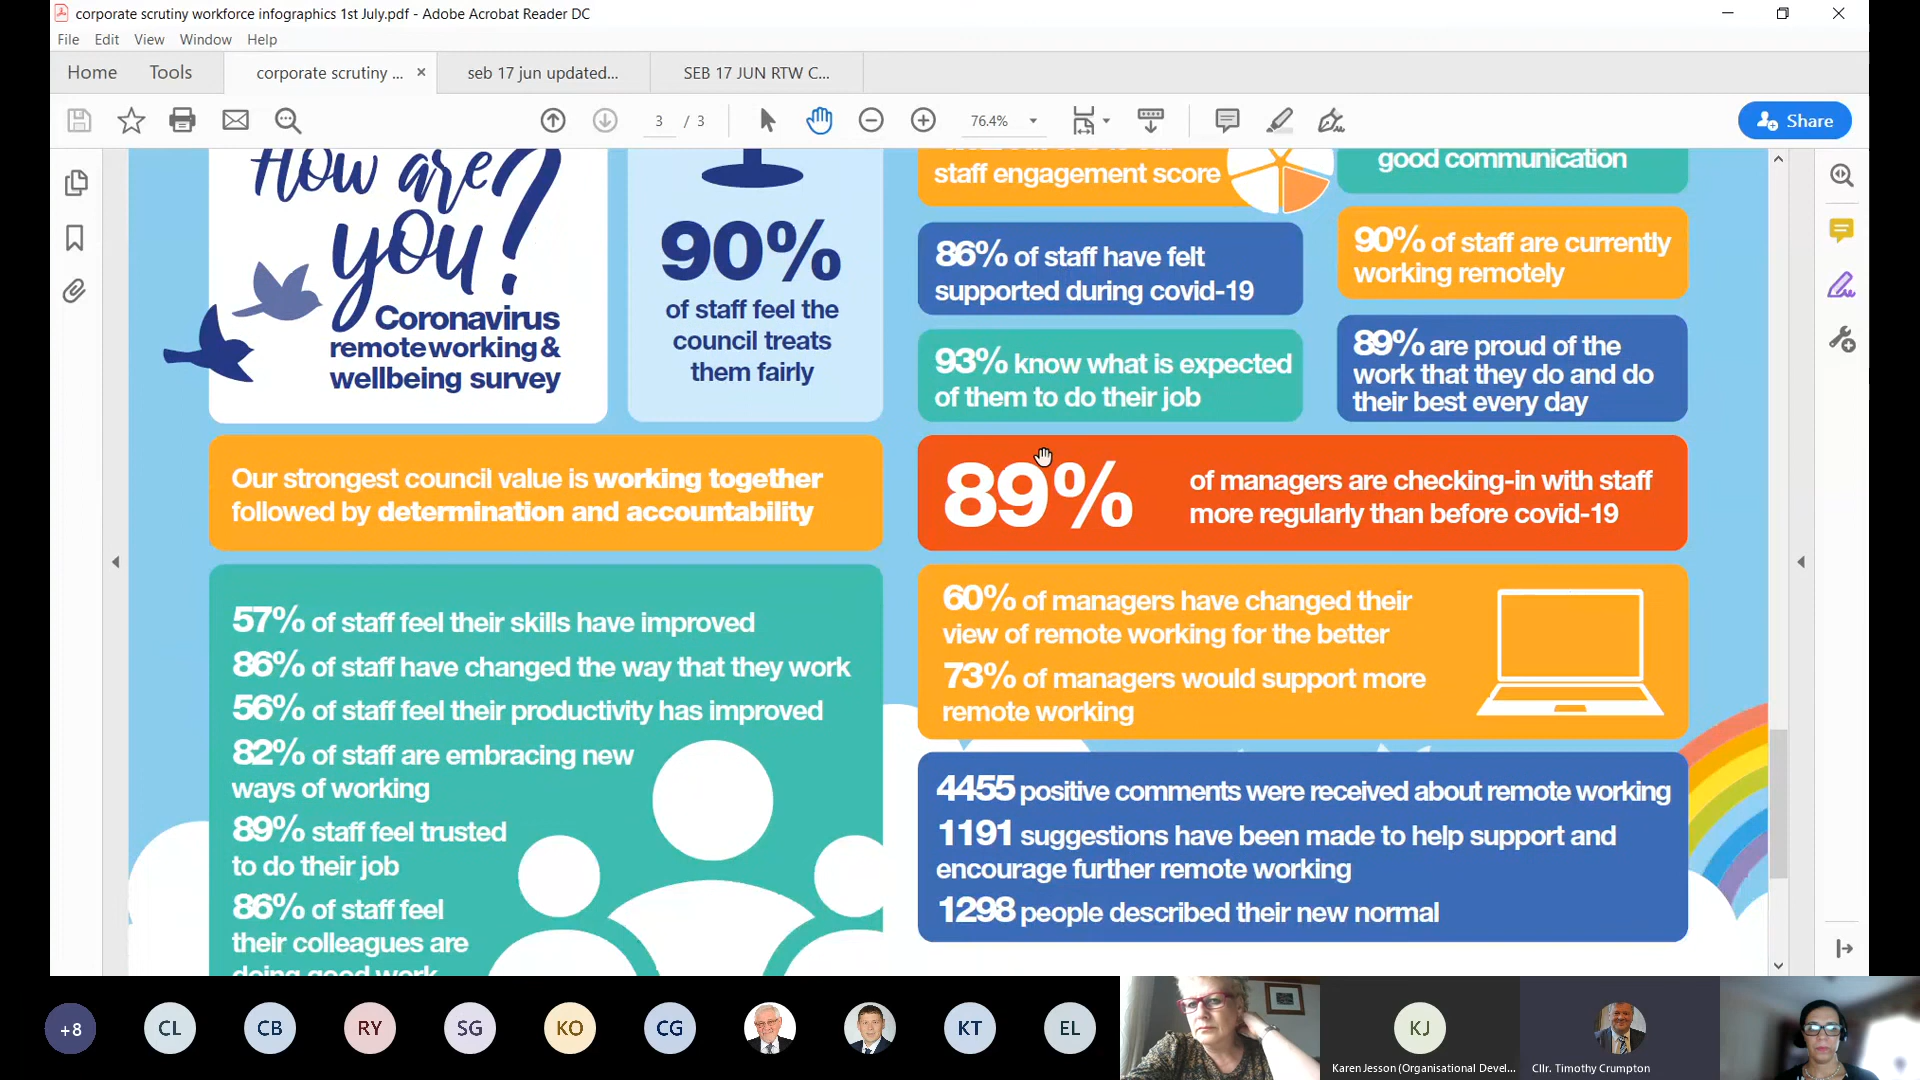 corporate scrutiny workforce infographics 1st July.pdf - Adobe Acrobat Reader DC
File Edit View Window Help
Home Tools corporate scrutiny ... × seb 17 jun updated... SEB 17 JUN RTW C...
3 / 3 76.4% Share
How are
you?
Coronavirus
remote working &
wellbeing survey
90%
of staff feel the
council treats
them fairly
staff engagement score
good communication
86% of staff have felt
supported during covid-19
90% of staff are currently
working remotely
93% know what is expected
of them to do their job
89% are proud of the
work that they do and do
their best every day
Our strongest council value is working together
followed by determination and accountability
89%
of managers are checking-in with staff
more regularly than before covid-19
57% of staff feel their skills have improved
86% of staff have changed the way that they work
56% of staff feel their productivity has improved
82% of staff are embracing new
ways of working
89% staff feel trusted
to do their job
86% of staff feel
their colleagues are
doing good work
60% of managers have changed their
view of remote working for the better
73% of managers would support more
remote working
4455 positive comments were received about remote working
1191 suggestions have been made to help support and
encourage further remote working
1298 people described their new normal
+8 CL CB RY SG KO CG KT EL KJ
Karen Jesson (Organisational Devel... Cllr. Timothy Crumpton